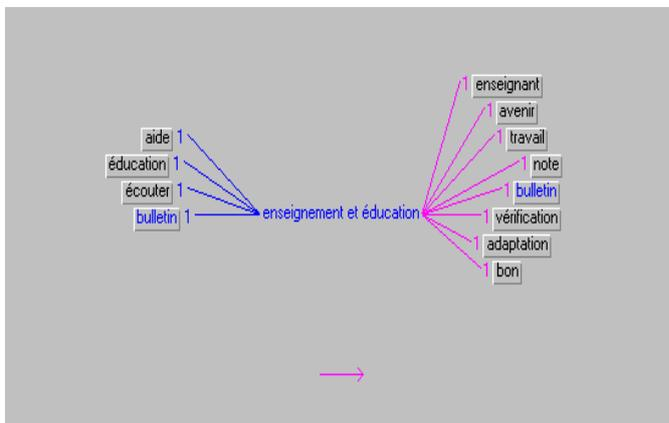 1 enseignant
1 avenir
aide 1
1 travail
éducation 1
1 note
écouter 1
1 bulletin
bulletin 1
enseignement et éducation
1 vérification
1 adaptation
1 bon